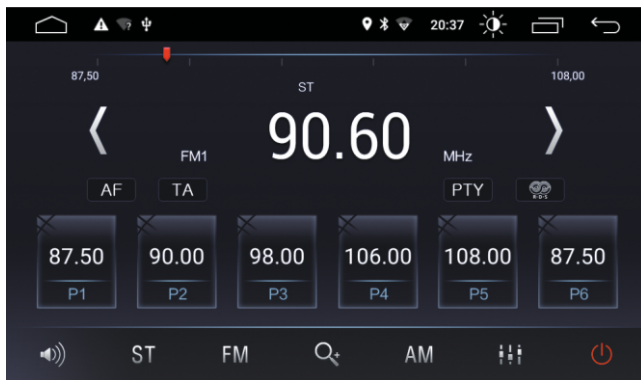 20:37
87,50 108,00
ST
90.60
FM1 MHz
AF TA PTY R·D·S
87.50 90.00 98.00 106.00 108.00 87.50
P1 P2 P3 P4 P5 P6
ST FM AM